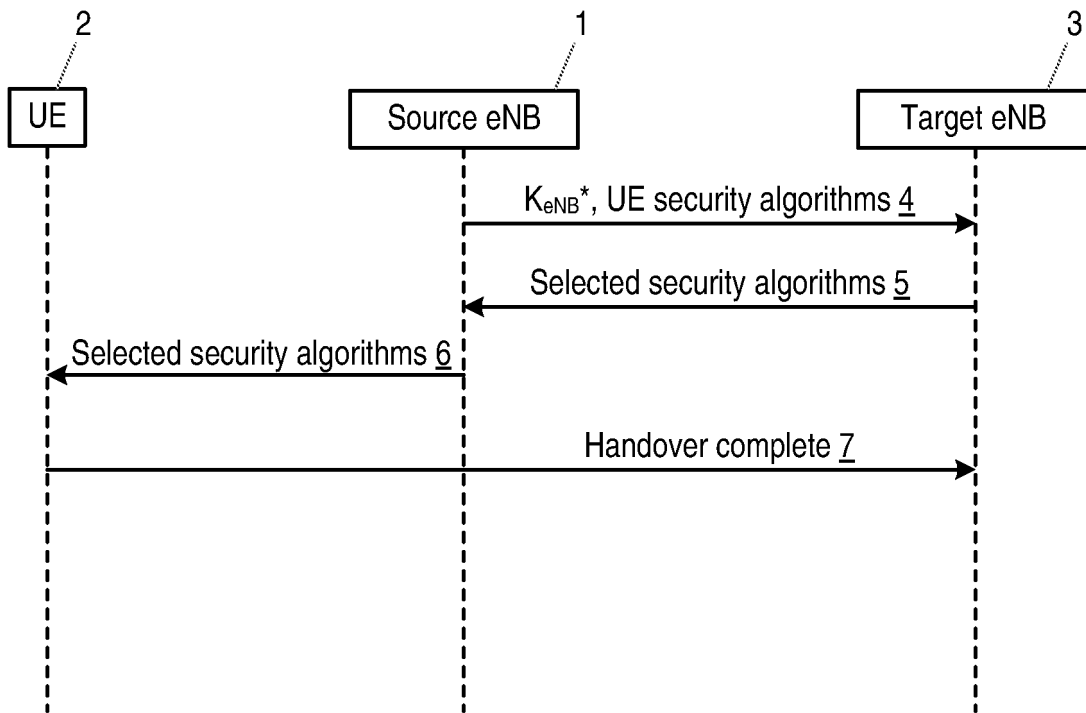 2 1 3
UE Source eNB Target eNB
KeNB*, UE security algorithms 4
Selected security algorithms 5
Selected security algorithms 6
Handover complete 7